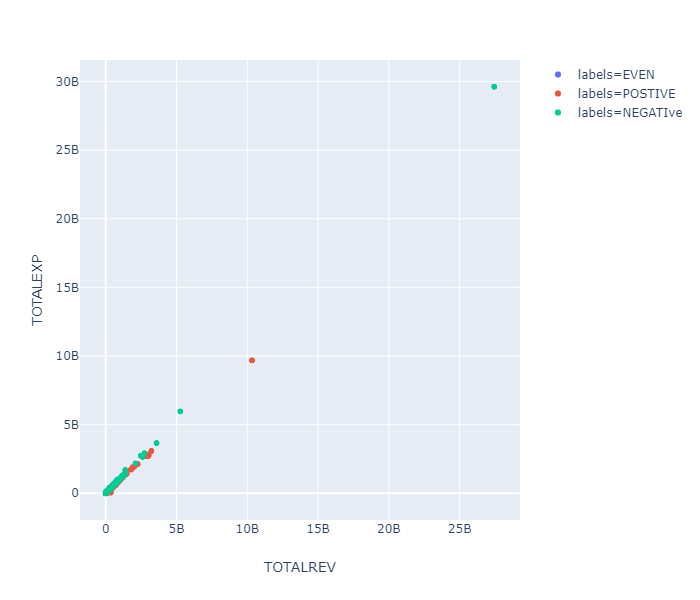 labels=EVEN
labels=POSTIVE
labels=NEGATIve
30B
25B
20B
15B
10B
5B
0
TOTALEXP
0 5B 10B 15B 20B 25B
TOTALREV